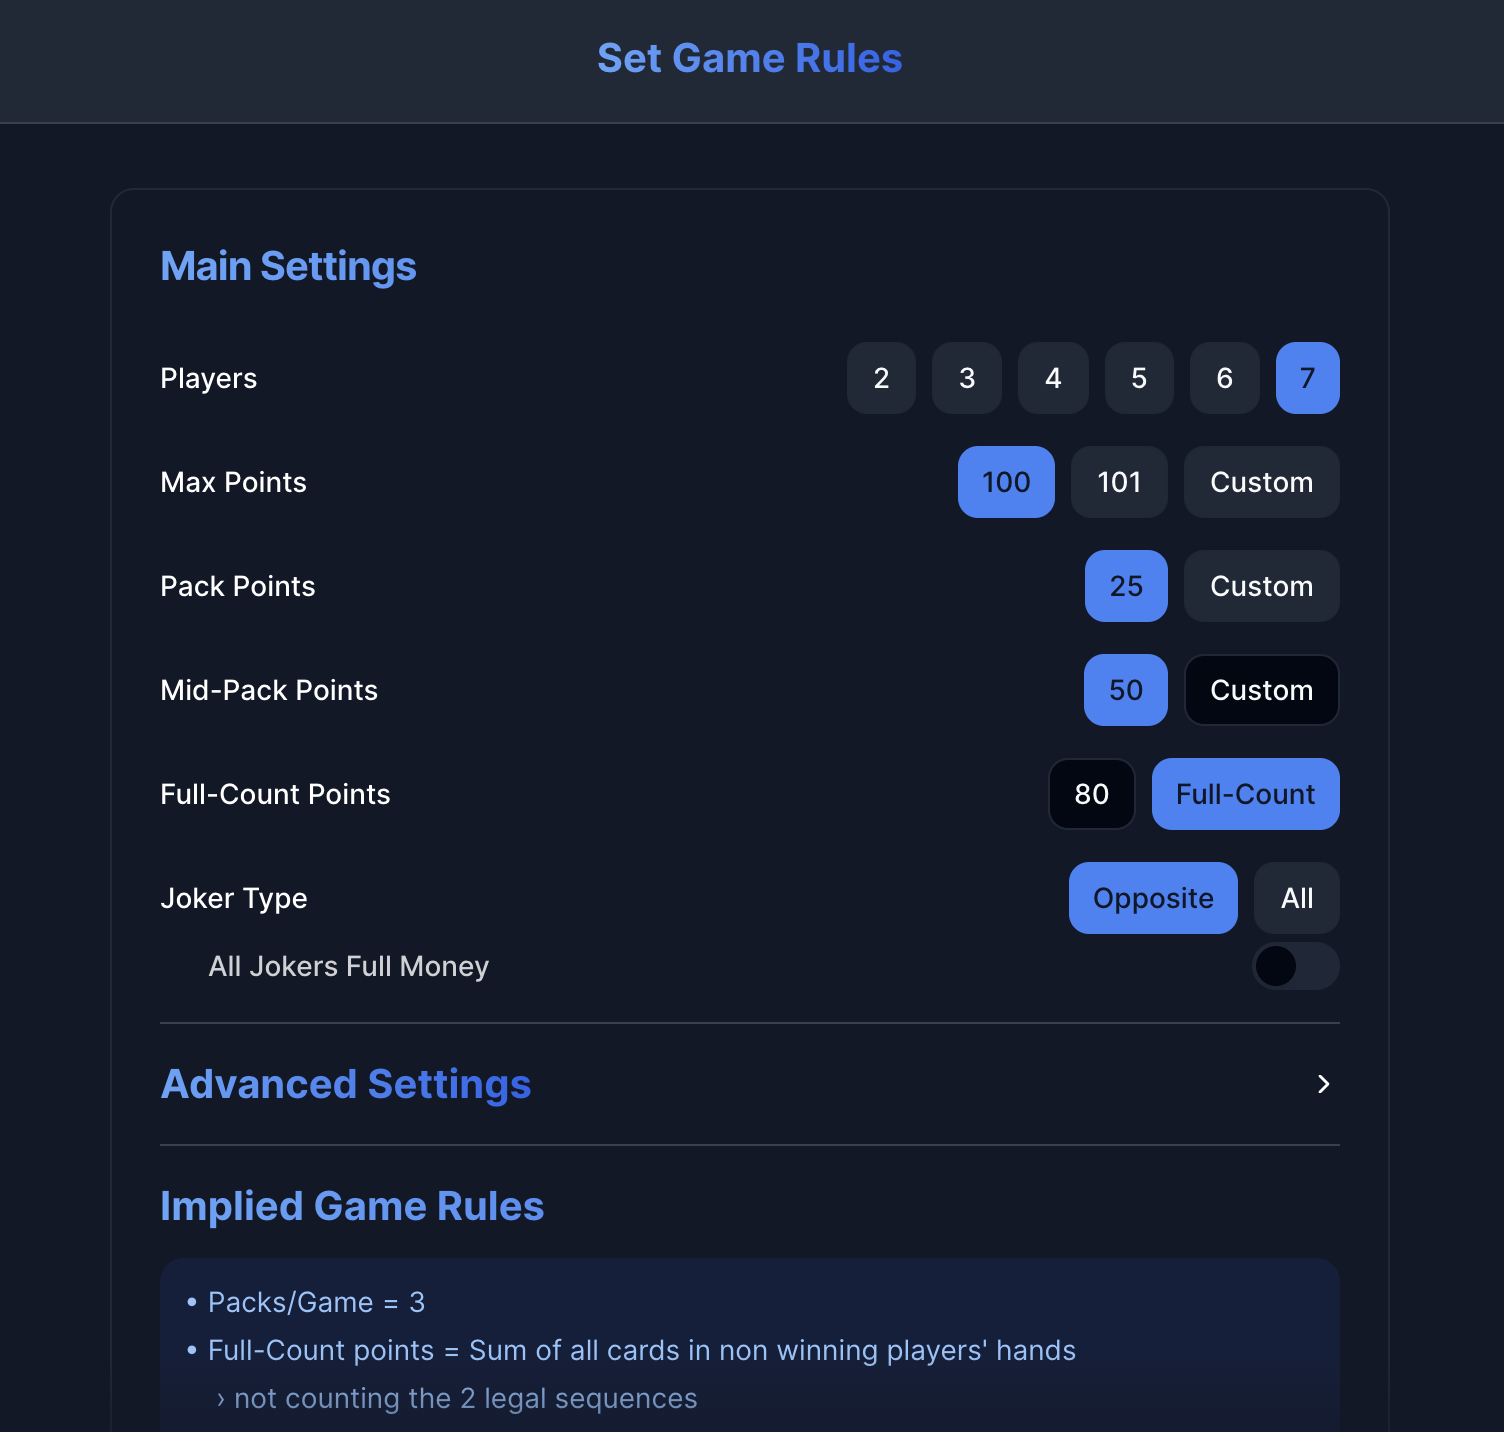 Set Game Rules
Main Settings
Players 2 3 4 5 6 7
Max Points 100 101 Custom
Pack Points 25 Custom
Mid-Pack Points 50 Custom
Full-Count Points 80 Full-Count
Joker Type Opposite All
All Jokers Full Money
Advanced Settings
Implied Game Rules
• Packs/Game = 3
• Full-Count points = Sum of all cards in non winning players' hands
› not counting the 2 legal sequences